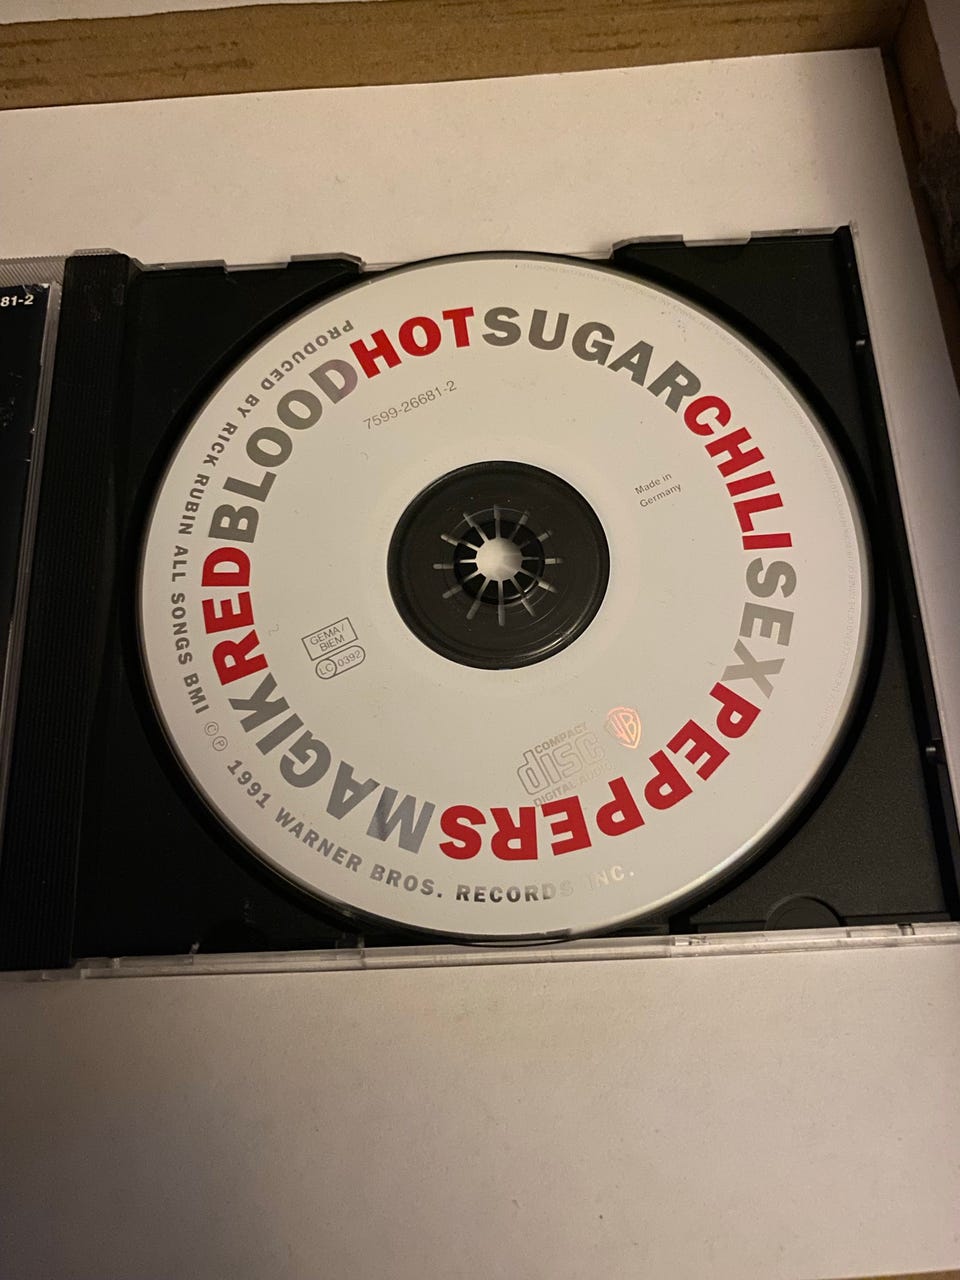 81-2
REDBLOODHOTSUGARCHILISEXPEPPERSMAGIK
PRODUCED BY RICK RUBIN ALL SONGS BMI ©℗ 1991 WARNER BROS. RECORDS INC.
7599-26681-2
Made in
Germany
GEMA/
BIEM
LC 0392
COMPACT
disc
DIGITAL AUDIO
WB